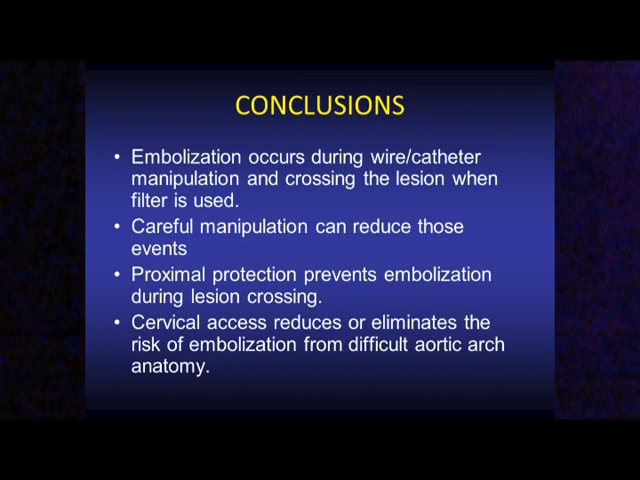 CONCLUSIONS
• Embolization occurs during wire/catheter
manipulation and crossing the lesion when
filter is used.
• Careful manipulation can reduce those
events
• Proximal protection prevents embolization
during lesion crossing.
• Cervical access reduces or eliminates the
risk of embolization from difficult aortic arch
anatomy.